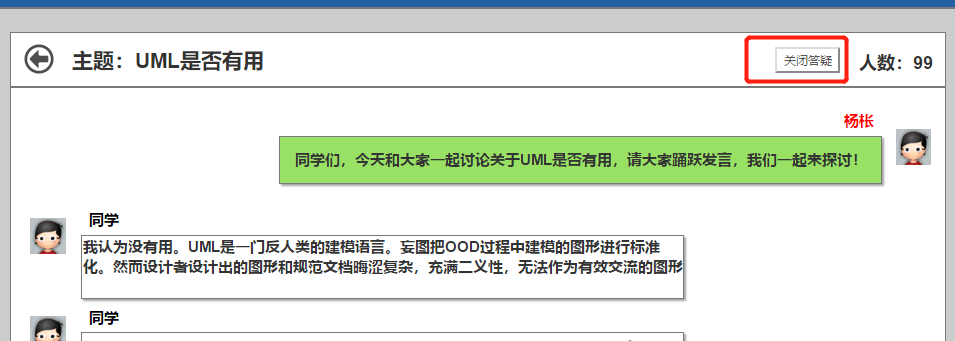 主题：UML是否有用
关闭答疑
人数：99
杨枨
同学们，今天和大家一起讨论关于UML是否有用，请大家踊跃发言，我们一起来探讨！
同学
我认为没有用。UML是一门反人类的建模语言。妄图把OOD过程中建模的图形进行标准
化。然而设计者设计出的图形和规范文档晦涩复杂，充满二义性，无法作为有效交流的图形
同学